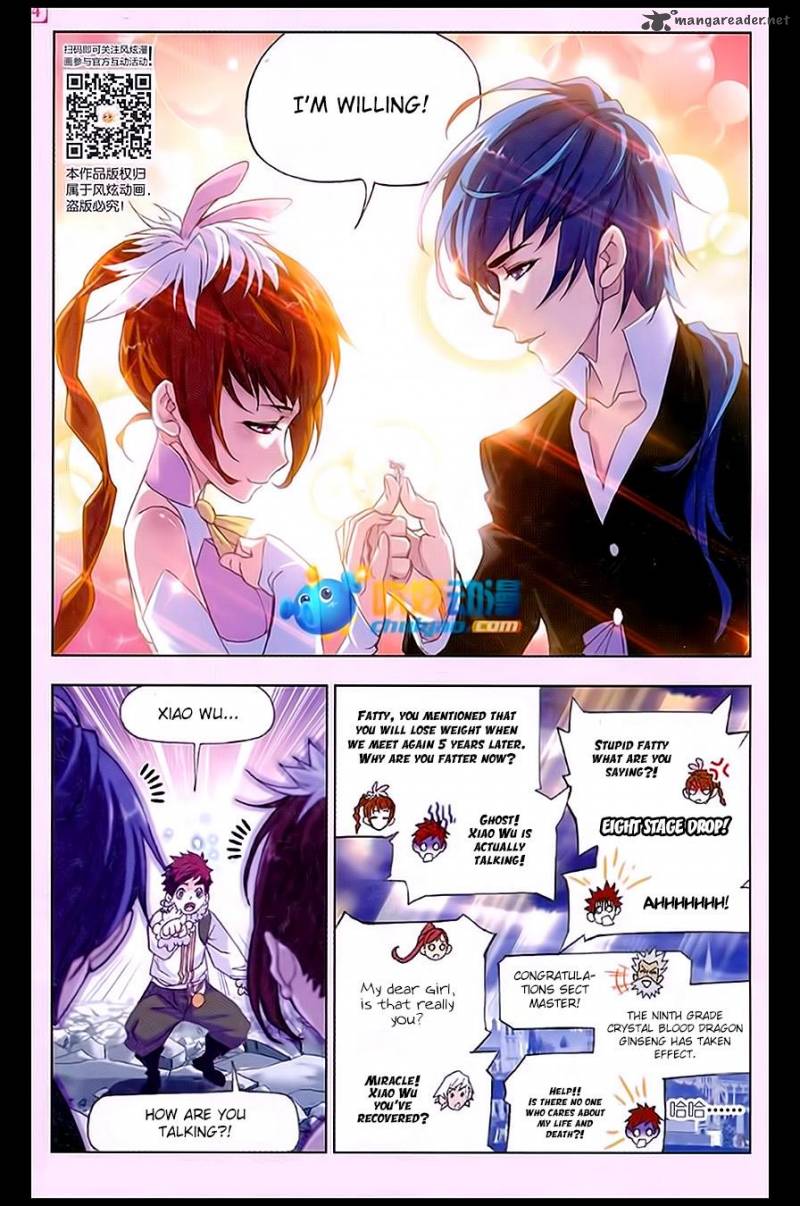 4
mangareader.net
扫码即可关注风炫漫
画参与官方互动活动!
本作品版权归
属于风炫动画，
盗版必究!
I'M WILLING!
chuiyao.com
XIAO WU...
HOW ARE YOU
TALKING?!
FATTY, YOU MENTIONED THAT
YOU WILL LOSE WEIGHT WHEN
WE MEET AGAIN 5 YEARS LATER.
WHY ARE YOU FATTER NOW?
GHOST!
XIAO WU IS
ACTUALLY
TALKING!
STUPID FATTY
WHAT ARE YOU
SAYING?!
EIGHT STAGE DROP!
AHHHHHHH!
My dear girl,
is that really
you?
CONGRATULA-
TIONS SECT
MASTER!
THE NINTH GRADE
CRYSTAL BLOOD DRAGON
GINSENG HAS TAKEN
EFFECT.
MIRACLE!
XIAO WU
YOU'VE
RECOVERED?
HELP!!
IS THERE NO ONE
WHO CARES ABOUT
MY LIFE AND
DEATH?!
哈哈……